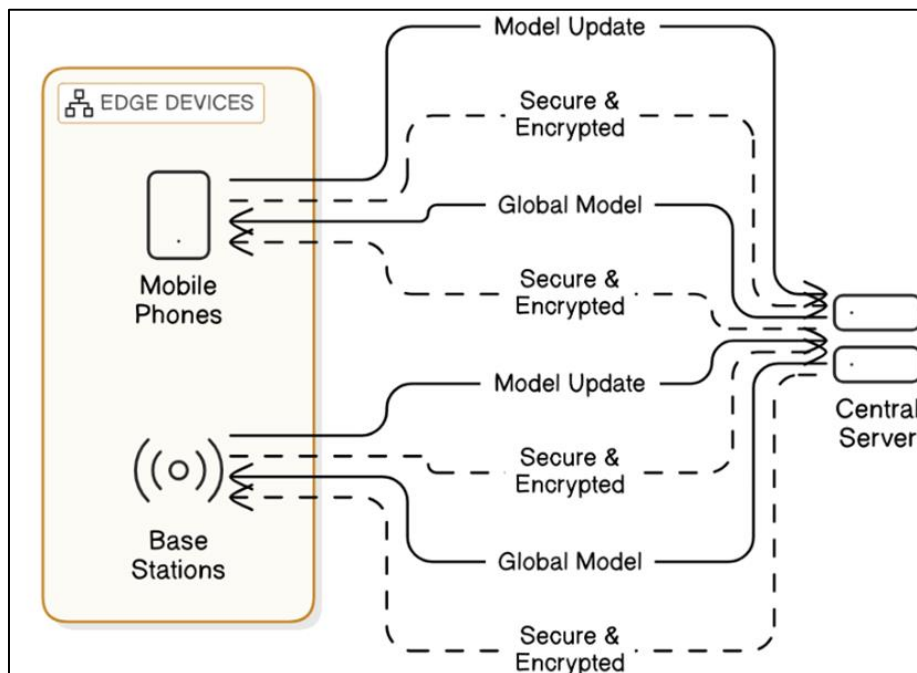 Model Update
EDGE DEVICES
Secure &
Encrypted
Global Model
Mobile
Phones
Secure &
Encrypted
Model Update
Central
Server
Secure &
Encrypted
Base
Stations
Global Model
Secure &
Encrypted